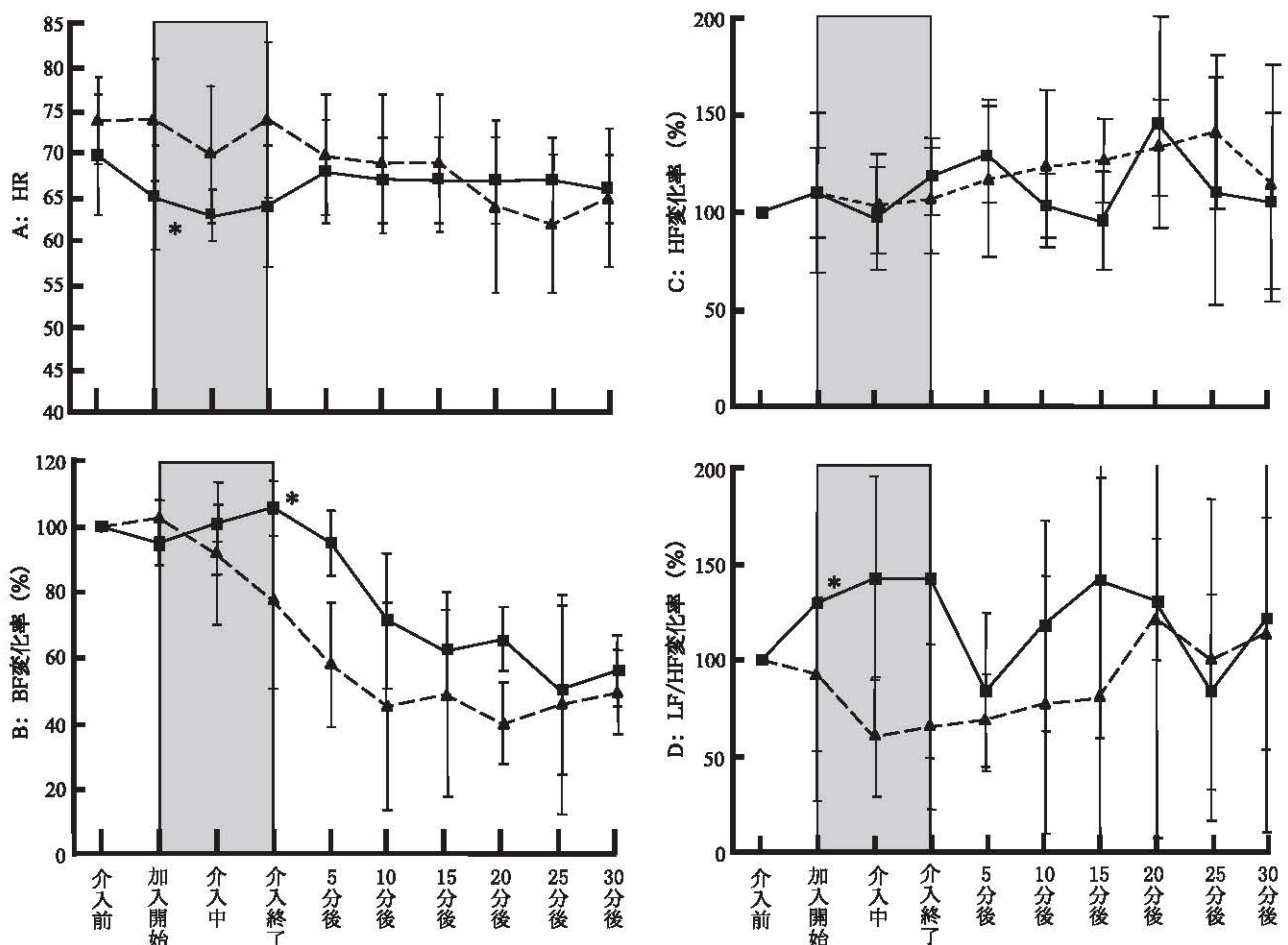 A: HR
85
80
75
70
65
60
55
50
45
40
*
C: HF変化率 (%)
200
150
100
50
0
B: BF変化率 (%)
120
100
80
60
40
20
0
*
介入前
加入開始
介入中
介入終了
5分後
10分後
15分後
20分後
25分後
30分後
D: LF/HF変化率 (%)
200
150
100
50
0
*
介入前
加入開始
介入中
介入終了
5分後
10分後
15分後
20分後
25分後
30分後